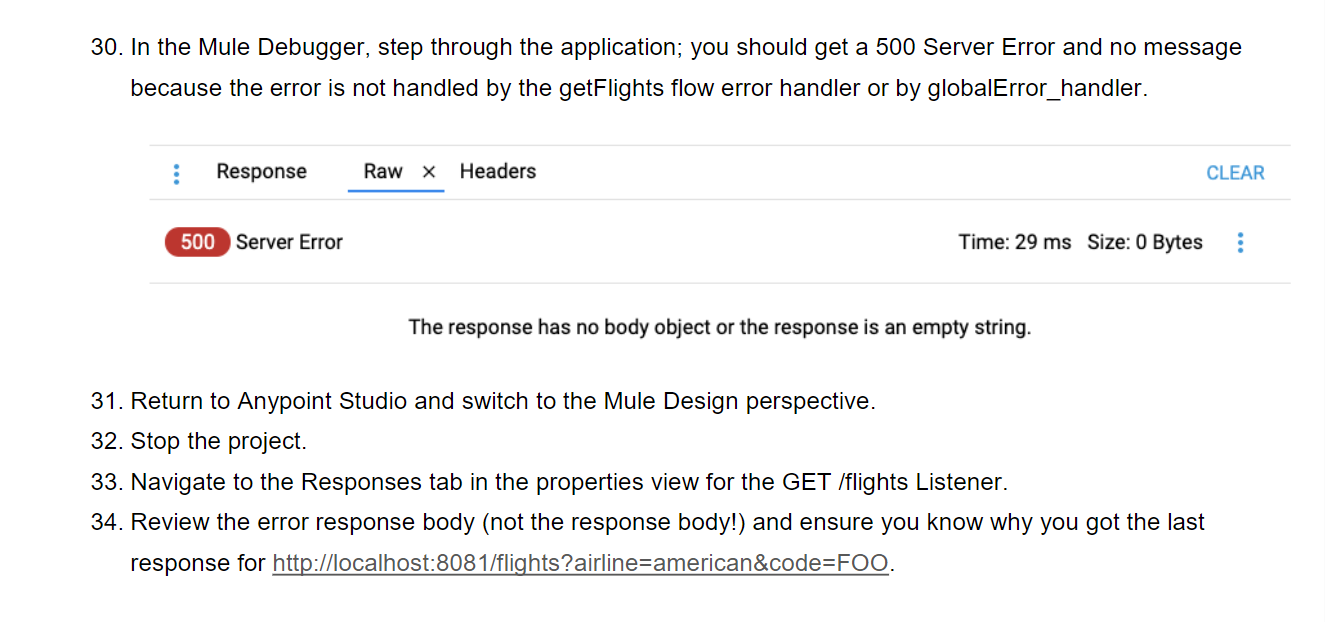 30. In the Mule Debugger, step through the application; you should get a 500 Server Error and no message
because the error is not handled by the getFlights flow error handler or by globalError_handler.
Response Raw × Headers CLEAR
500 Server Error Time: 29 ms Size: 0 Bytes
The response has no body object or the response is an empty string.
31. Return to Anypoint Studio and switch to the Mule Design perspective.
32. Stop the project.
33. Navigate to the Responses tab in the properties view for the GET /flights Listener.
34. Review the error response body (not the response body!) and ensure you know why you got the last
response for http://localhost:8081/flights?airline=american&code=FOO.